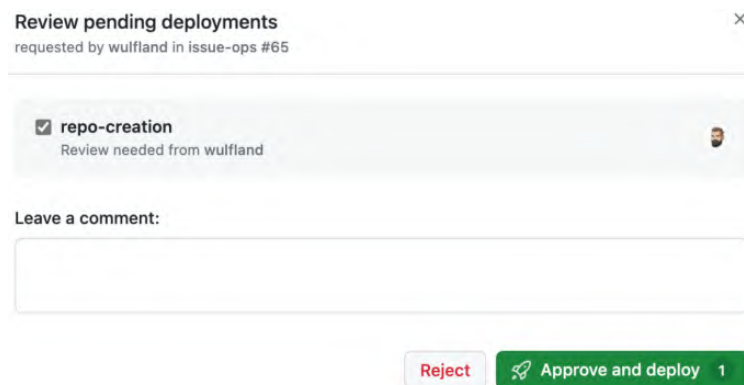 Review pending deployments
requested by wulfland in issue-ops #65
repo-creation
Review needed from wulfland
Leave a comment:
Reject
Approve and deploy 1